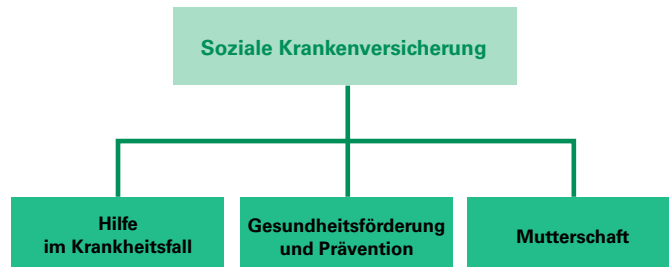 Soziale Krankenversicherung
Hilfe
im Krankheitsfall
Gesundheitsförderung
und Prävention
Mutterschaft